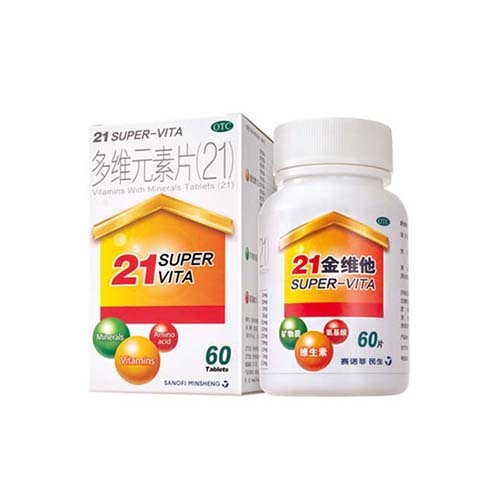 OTC
21 SUPER-VITA
多维元素片(21)
Vitamins With Minerals Tablets (21)
21 SUPER
VITA
Minerals
Amino
acid
Vitamins
60
Tablets
SANOFI MINSHENG
OTC
21金维他
SUPER-VITA
矿物质
氨基酸
维生素
60片
赛诺菲民生